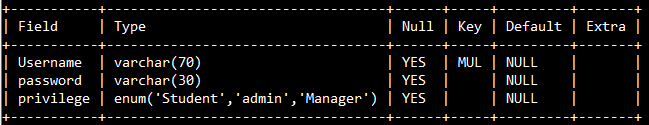 +-----------+-----------------------------------+------+-----+---------+-------+
| Field | Type | Null | Key | Default | Extra |
+-----------+-----------------------------------+------+-----+---------+-------+
| Username | varchar(70) | YES | MUL | NULL | |
| password | varchar(30) | YES | | NULL | |
| privilege | enum('Student','admin','Manager') | YES | | NULL | |
+-----------+-----------------------------------+------+-----+---------+-------+